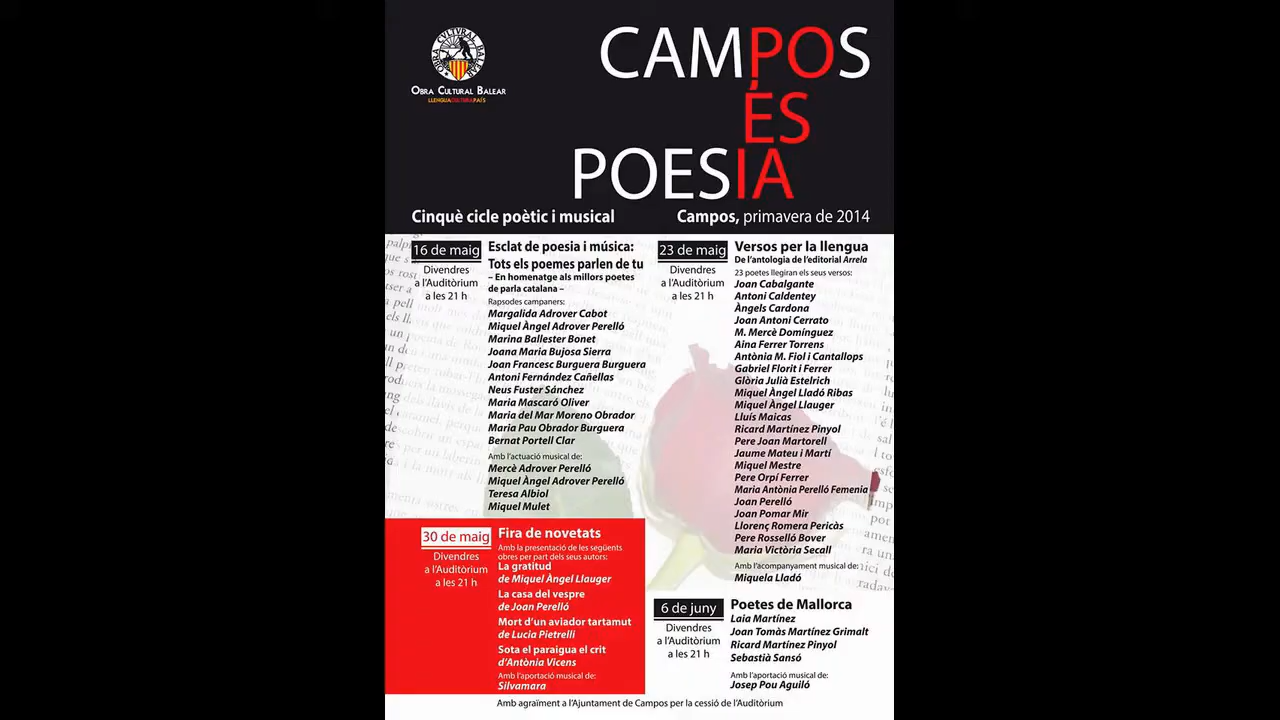 OBRA CULTURAL BALEAR
OBRA CULTURAL BALEAR
LLENGUACULTURAPAÍS
CAMPOS
ÉS
POESIA
Cinquè cicle poètic i musical
Campos, primavera de 2014
16 de maig
Divendres
a l'Auditòrium
a les 21 h
Esclat de poesia i música:
Tots els poemes parlen de tu
– En homenatge als millors poetes
de parla catalana –
Rapsodes campaners:
Margalida Adrover Cabot
Miquel Àngel Adrover Perelló
Marina Ballester Bonet
Joana Maria Bujosa Sierra
Joan Francesc Burguera Burguera
Antoni Fernández Cañellas
Neus Fuster Sánchez
Maria Mascaró Oliver
Maria del Mar Moreno Obrador
Maria Pau Obrador Burguera
Bernat Portell Clar
Amb l'actuació musical de:
Mercè Adrover Perelló
Miquel Àngel Adrover Perelló
Teresa Albiol
Miquel Mulet
23 de maig
Divendres
a l'Auditòrium
a les 21 h
Versos per la llengua
De l'antologia de l'editorial Arrela
23 poetes llegiran els seus versos:
Joan Cabalgante
Antoni Caldentey
Àngels Cardona
Joan Antoni Cerrato
M. Mercè Domínguez
Aina Ferrer Torrens
Antònia M. Fiol i Cantallops
Gabriel Florit i Ferrer
Glòria Julià Estelrich
Miquel Àngel Lladó Ribas
Miquel Àngel Llauger
Lluís Maicas
Ricard Martínez Pinyol
Pere Joan Martorell
Jaume Mateu i Martí
Miquel Mestre
Pere Orpí Ferrer
Maria Antònia Perelló Femenia
Joan Perelló
Joan Pomar Mir
Llorenç Romera Pericàs
Pere Rosselló Bover
Maria Victòria Secall
Amb l'acompanyament musical de:
Miquela Lladó
30 de maig
Divendres
a l'Auditòrium
a les 21 h
Fira de novetats
Amb la presentació de les següents
obres per part dels seus autors:
La gratitud
de Miquel Àngel Llauger
La casa del vespre
de Joan Perelló
Mort d'un aviador tartamut
de Lucia Pietrelli
Sota el paraigua el crit
d'Antònia Vicens
Amb l'aportació musical de:
Silvamara
6 de juny
Divendres
a l'Auditòrium
a les 21 h
Poetes de Mallorca
Laia Martínez
Joan Tomàs Martínez Grimalt
Ricard Martínez Pinyol
Sebastià Sansó
Amb l'aportació musical de:
Josep Pou Aguiló
Amb agraïment a l'Ajuntament de Campos per la cessió de l'Auditòrium